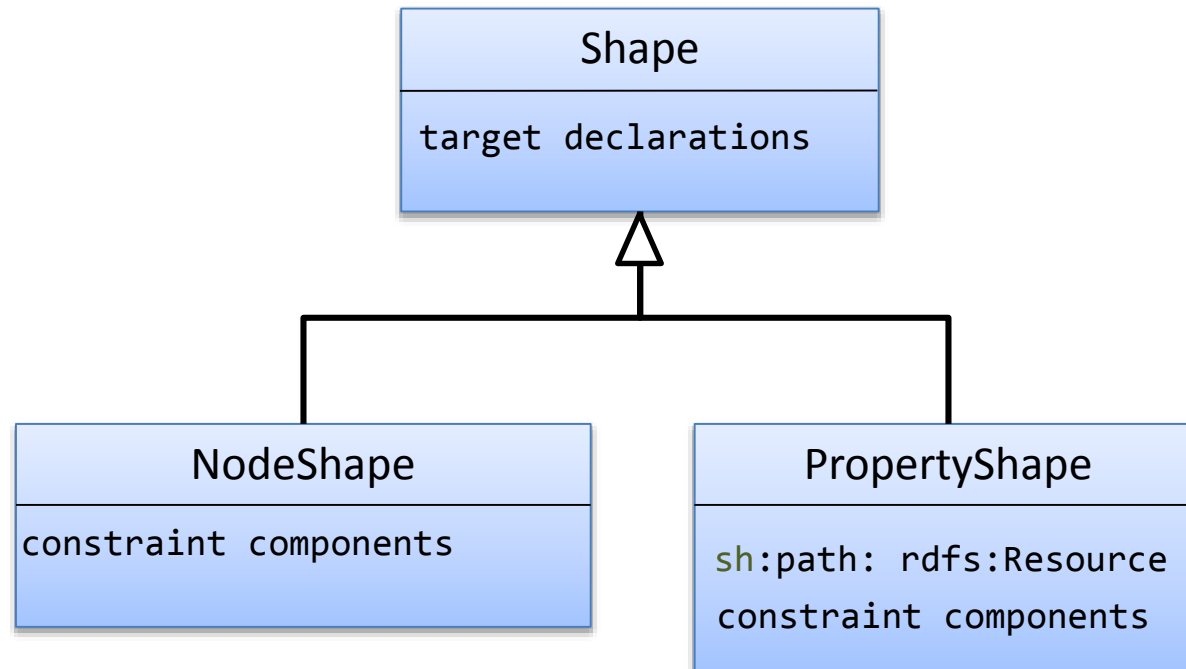 Shape
target declarations
NodeShape
constraint components
PropertyShape
sh:path: rdfs:Resource
constraint components